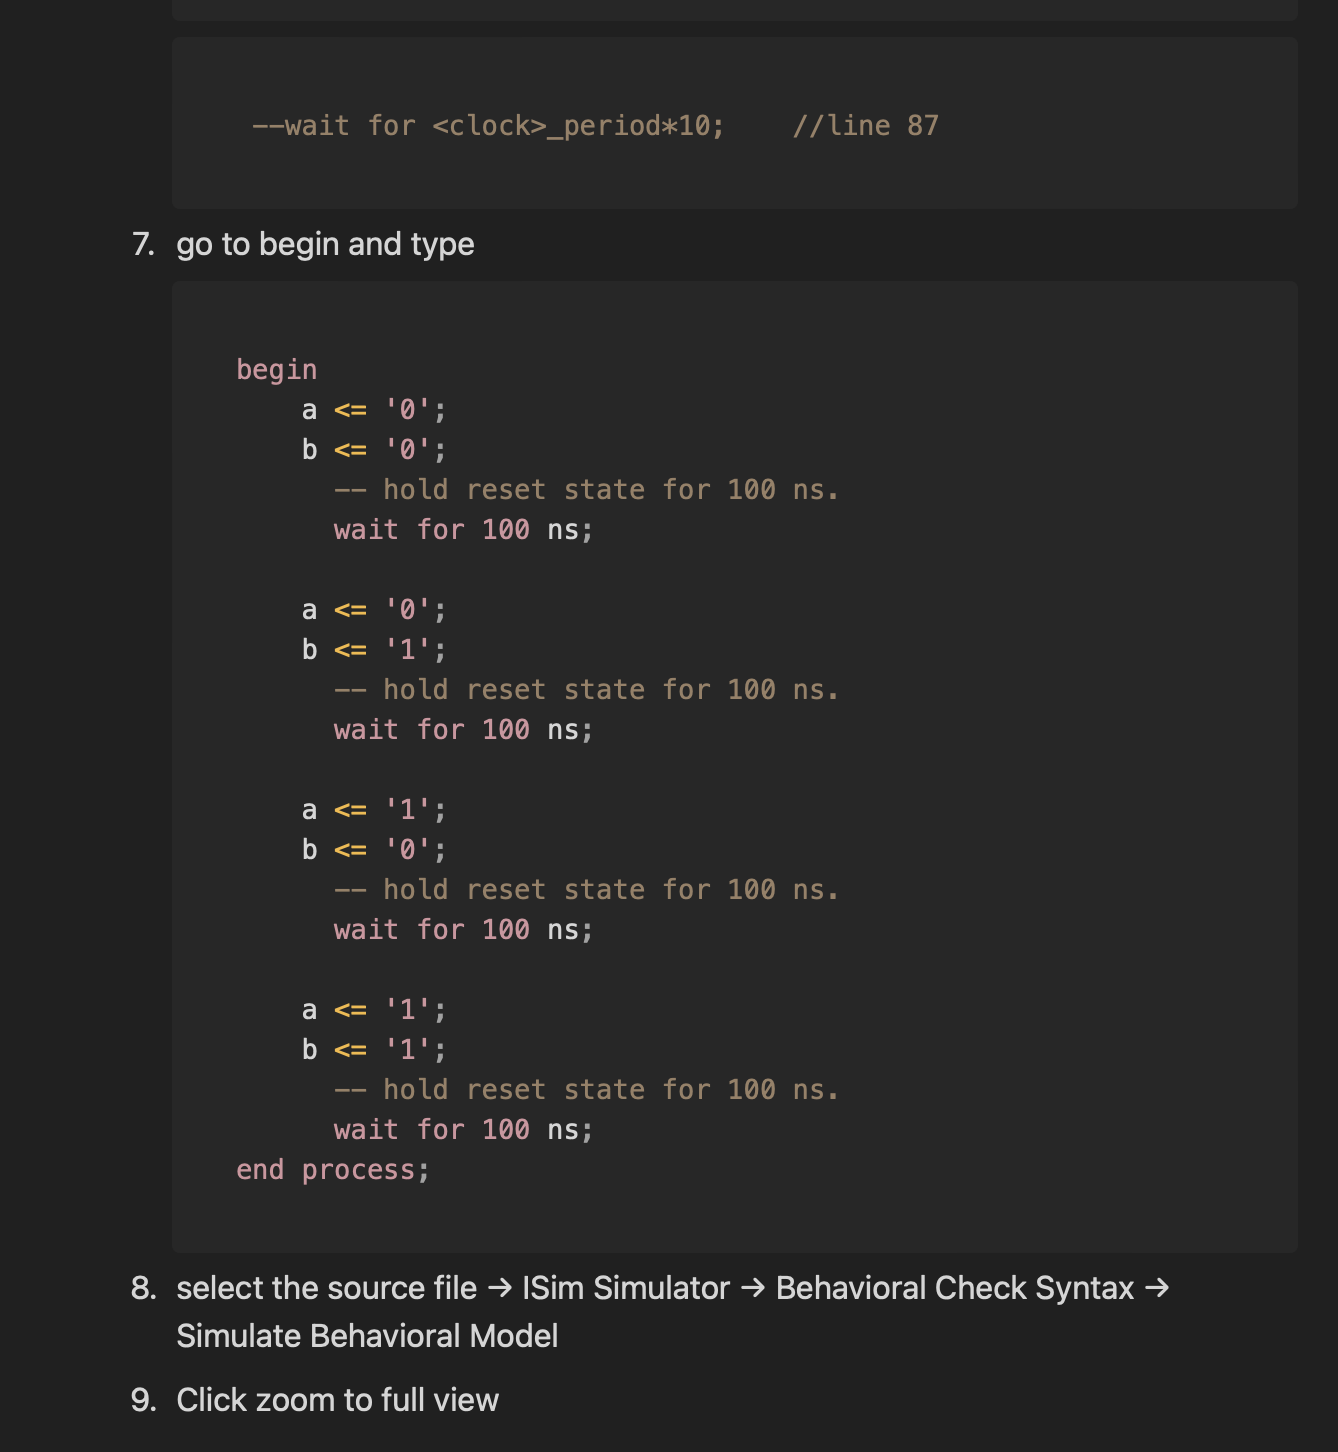 --wait for <clock>_period*10;    //line 87
7. go to begin and type
begin
a <= '0';
b <= '0';
-- hold reset state for 100 ns.
wait for 100 ns;
a <= '0';
b <= '1';
-- hold reset state for 100 ns.
wait for 100 ns;
a <= '1';
b <= '0';
-- hold reset state for 100 ns.
wait for 100 ns;
a <= '1';
b <= '1';
-- hold reset state for 100 ns.
wait for 100 ns;
end process;
8. select the source file → ISim Simulator → Behavioral Check Syntax →
Simulate Behavioral Model
9. Click zoom to full view